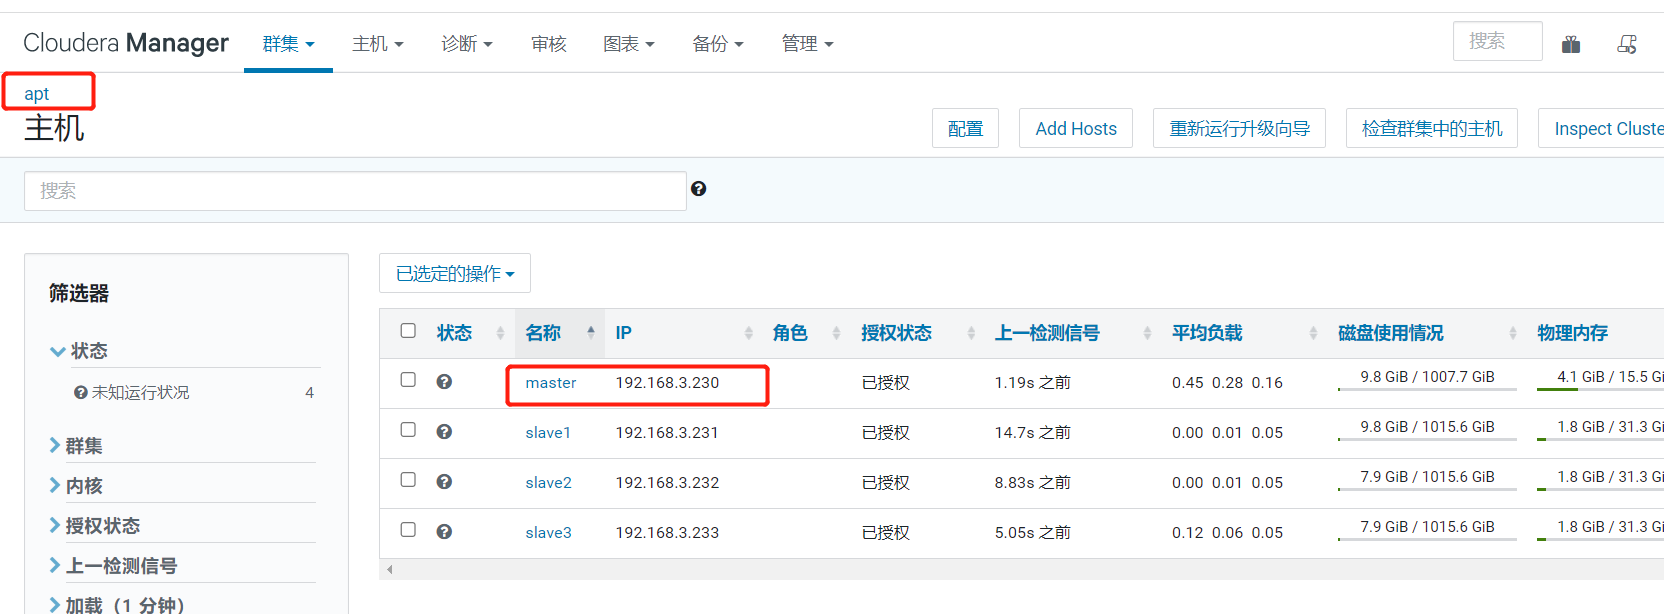 Cloudera Manager 群集 主机 诊断 审核 图表 备份 管理 搜索
apt
主机
配置 Add Hosts 重新运行升级向导 检查群集中的主机 Inspect Cluste
搜索
筛选器
状态
未知运行状况 4
群集
内核
授权状态
上一检测信号
加载（1 分钟）
已选定的操作
状态 名称 IP 角色 授权状态 上一检测信号 平均负载 磁盘使用情况 物理内存
master 192.168.3.230 已授权 1.19s 之前 0.45 0.28 0.16 9.8 GiB / 1007.7 GiB 4.1 GiB / 15.5 Gi
slave1 192.168.3.231 已授权 14.7s 之前 0.00 0.01 0.05 9.8 GiB / 1015.6 GiB 1.8 GiB / 31.3 Gi
slave2 192.168.3.232 已授权 8.83s 之前 0.00 0.01 0.05 7.9 GiB / 1015.6 GiB 1.8 GiB / 31.3 Gi
slave3 192.168.3.233 已授权 5.05s 之前 0.12 0.06 0.05 7.9 GiB / 1015.6 GiB 1.8 GiB / 31.3 Gi